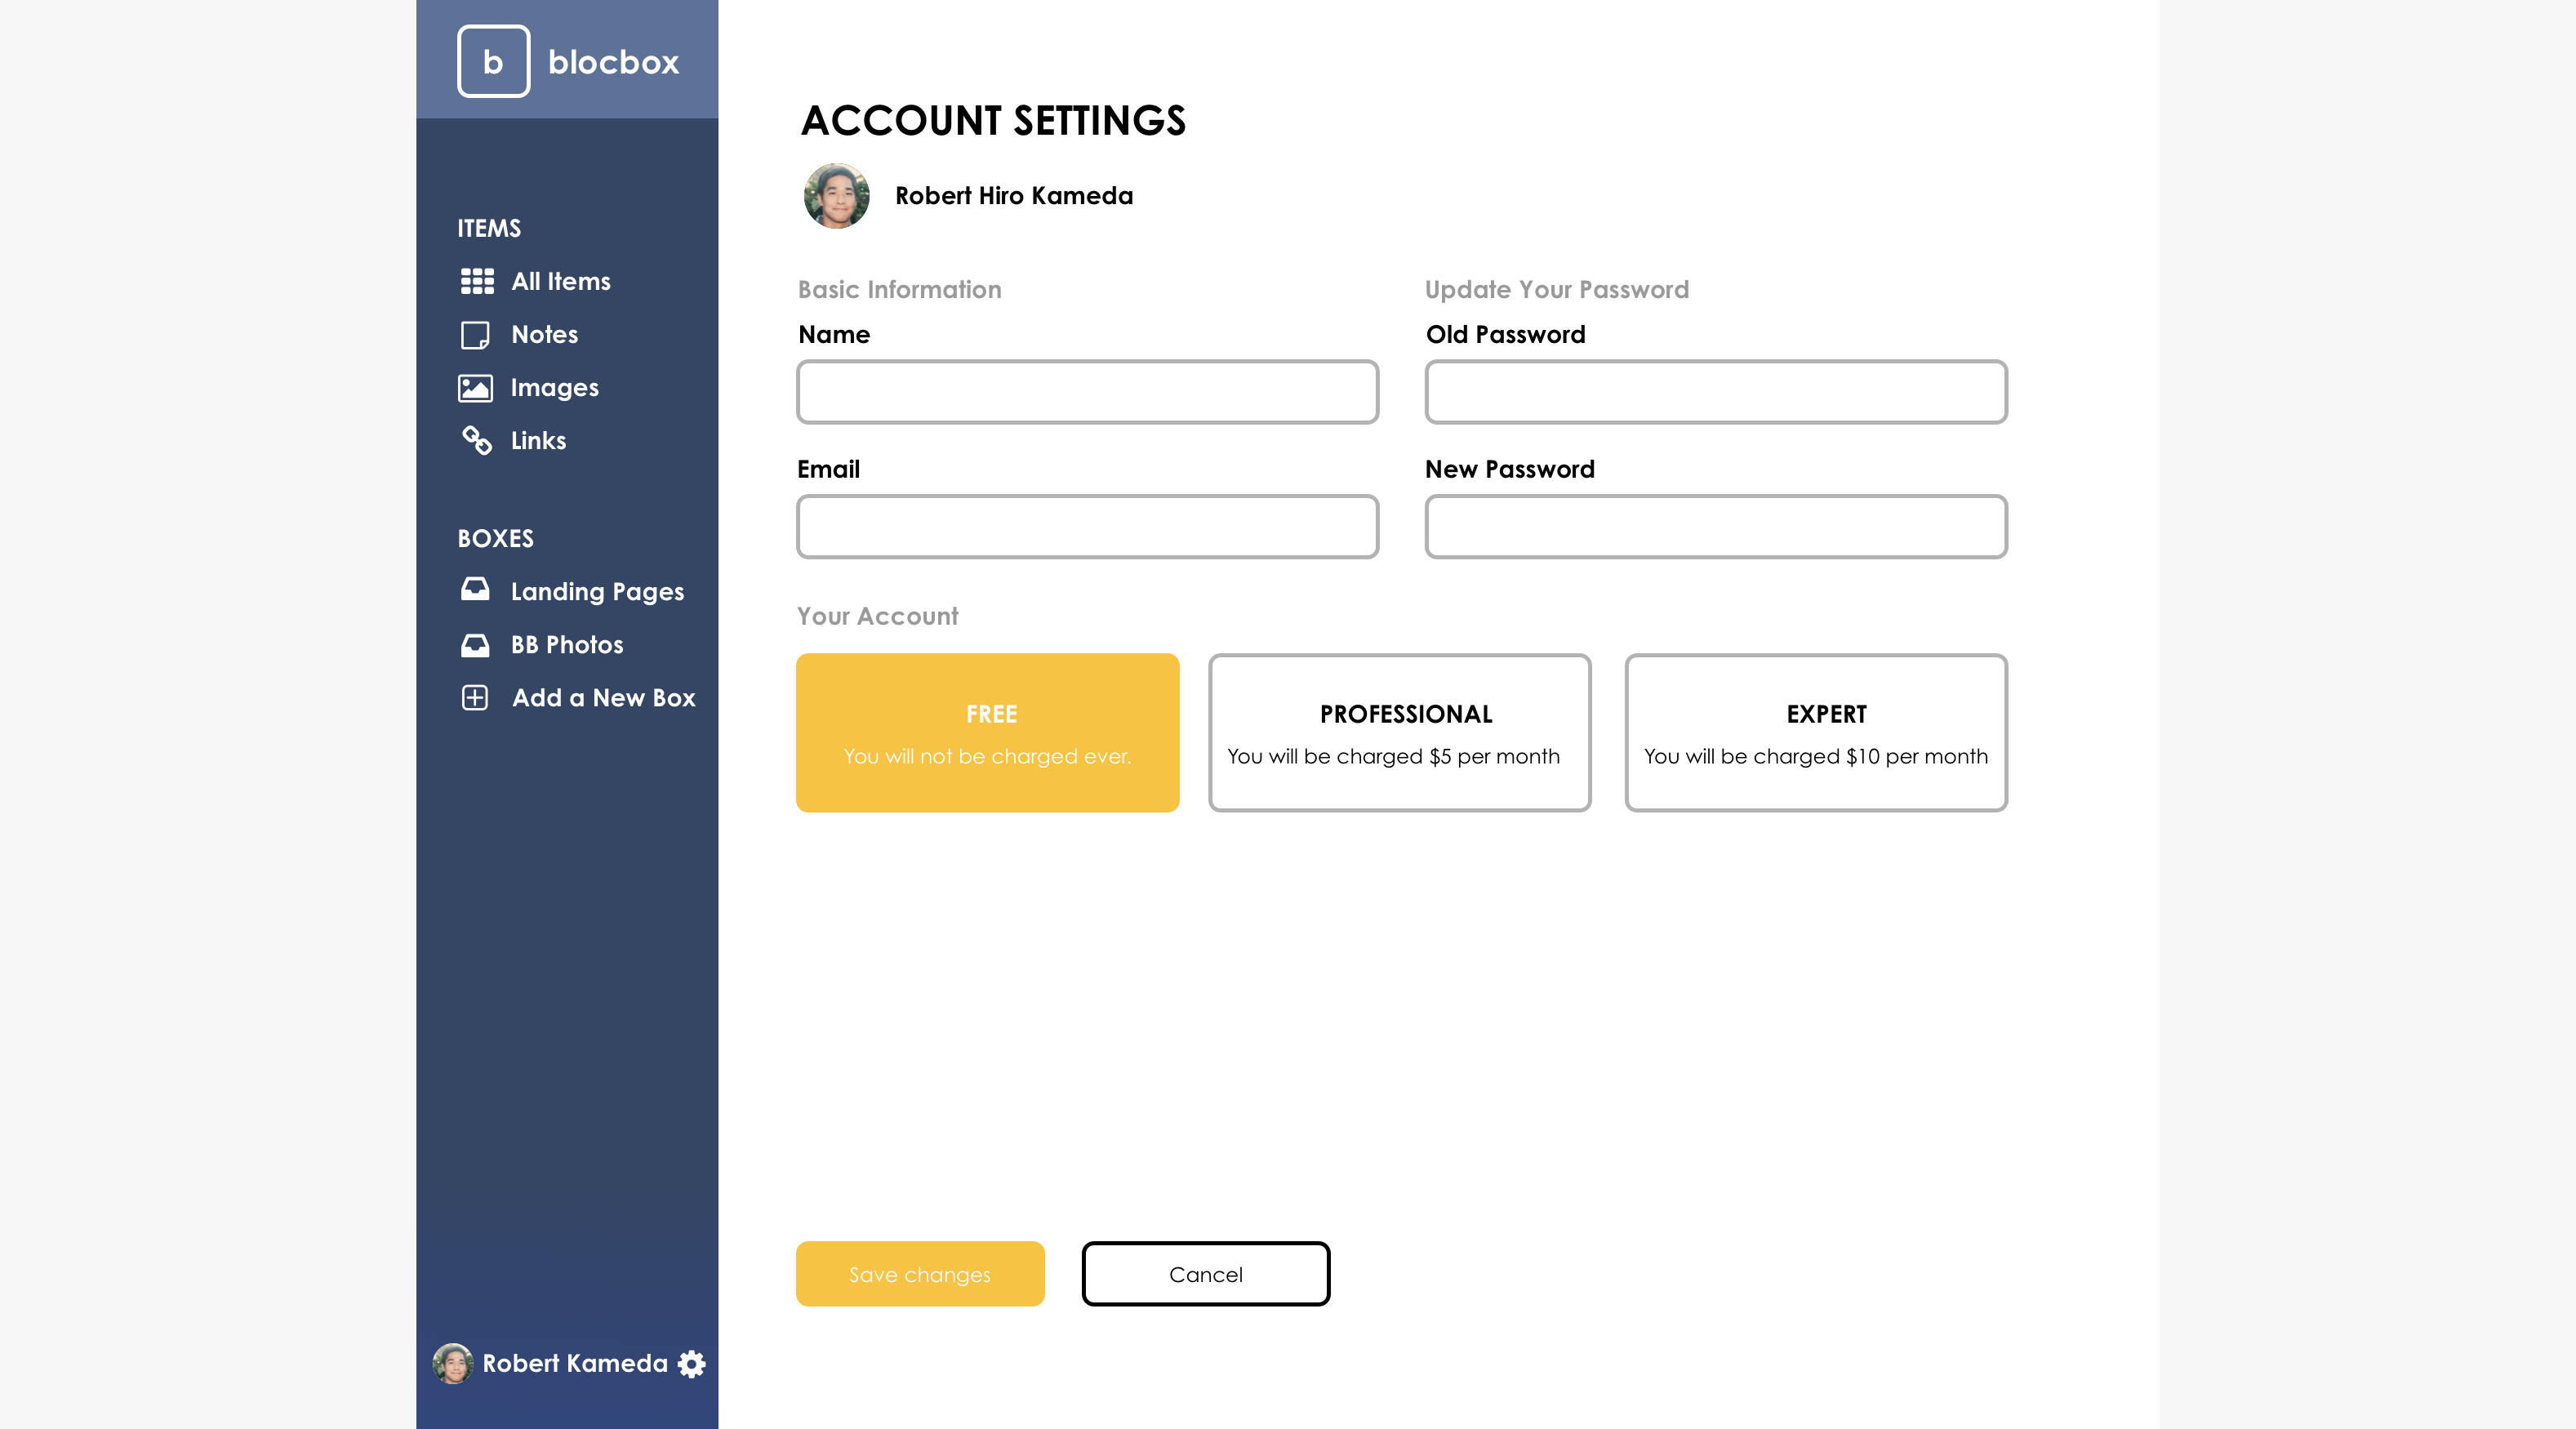 b blocbox
ITEMS
All Items
Notes
Images
Links
BOXES
Landing Pages
BB Photos
Add a New Box
Robert Kameda
ACCOUNT SETTINGS
Robert Hiro Kameda
Basic Information
Name
Email
Update Your Password
Old Password
New Password
Your Account
FREE
You will not be charged ever.
PROFESSIONAL
You will be charged $5 per month
EXPERT
You will be charged $10 per month
Save changes
Cancel